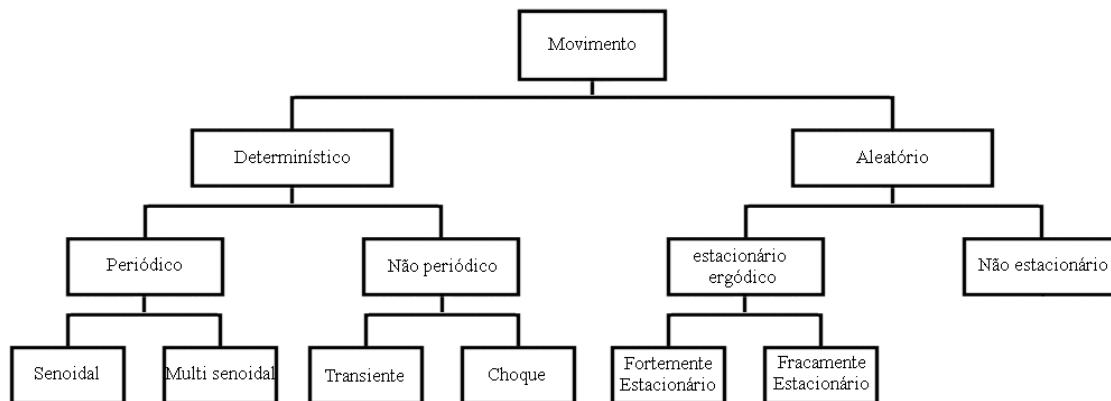 Movimento
Determinístico
Aleatório
Periódico
Não periódico
estacionário
ergódico
Não estacionário
Senoidal
Multi senoidal
Transiente
Choque
Fortemente
Estacionário
Fracamente
Estacionário